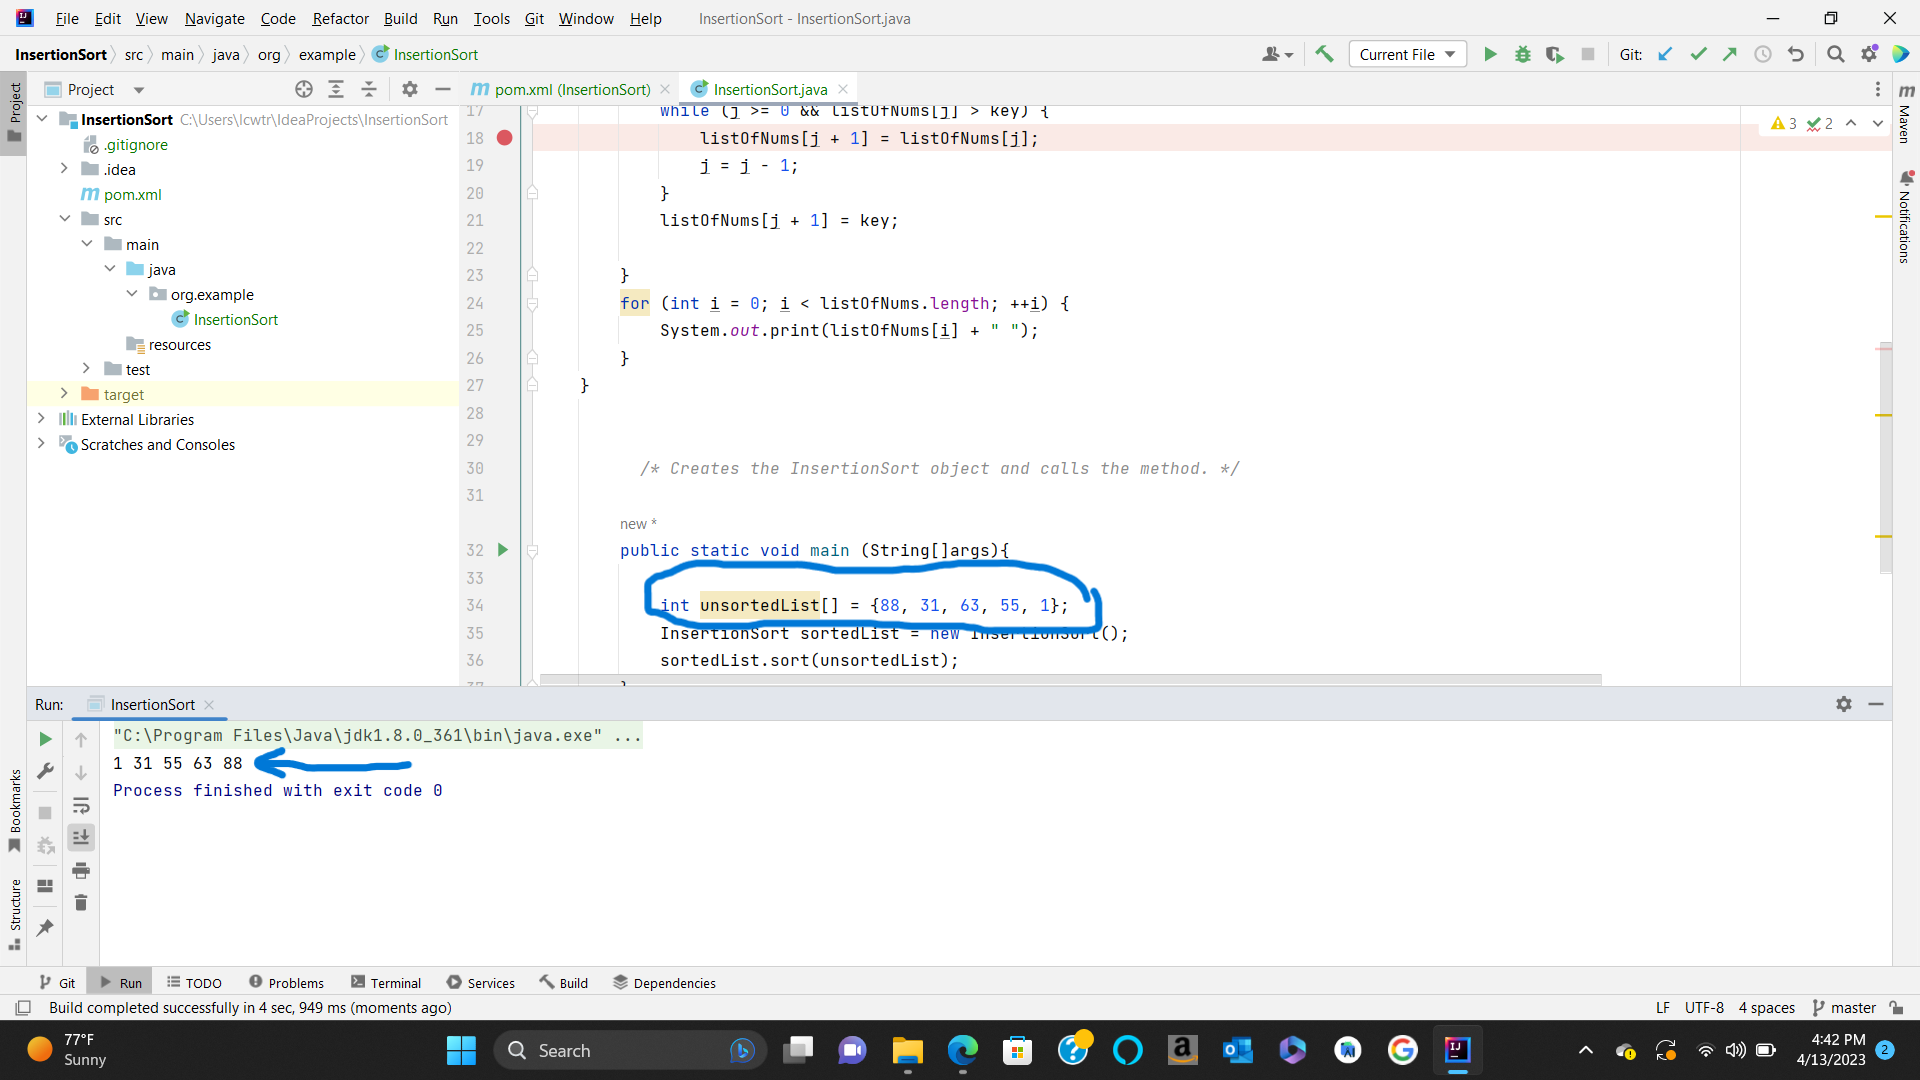 File Edit View Navigate Code Refactor Build Run Tools Git Window Help InsertionSort - InsertionSort.java
InsertionSort src main java org example InsertionSort Current File Git:
Project
Project
pom.xml (InsertionSort) InsertionSort.java
Maven
Notifications
InsertionSort C:\Users\lcwtr\IdeaProjects\InsertionSort
.gitignore
.idea
pom.xml
src
main
java
org.example
InsertionSort
resources
test
target
External Libraries
Scratches and Consoles
3 2
17 while (j >= 0 && listOfNums[j] > key) {
18 listOfNums[j + 1] = listOfNums[j];
19 j = j - 1;
20 }
21 listOfNums[j + 1] = key;
22
23 }
24 for (int i = 0; i < listOfNums.length; ++i) {
25 System.out.print(listOfNums[i] + " ");
26 }
27 }
28
29
30 /* Creates the InsertionSort object and calls the method. */
31
new *
32 public static void main (String[]args){
33
34 int unsortedList[] = {88, 31, 63, 55, 1};
35 InsertionSort sortedList = new InsertionSort();
36 sortedList.sort(unsortedList);
37 }
Run: InsertionSort
"C:\Program Files\Java\jdk1.8.0_361\bin\java.exe" ...
1 31 55 63 88
Process finished with exit code 0
Bookmarks
Structure
Git Run TODO Problems Terminal Services Build Dependencies
Build completed successfully in 4 sec, 949 ms (moments ago) LF UTF-8 4 spaces master
77°F
Sunny
Search
4:42 PM
4/13/2023
2